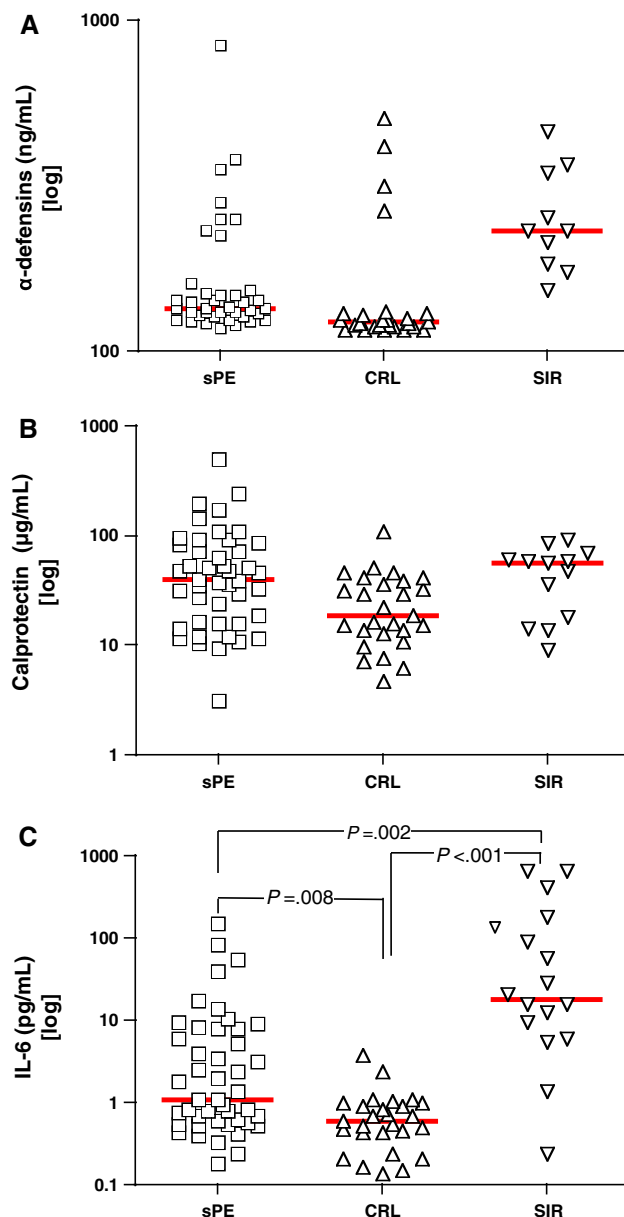 A
α-defensins (ng/mL)
[log]
1000
100
sPE CRL SIR
B
Calprotectin (µg/mL)
1000
100
10
1
sPE CRL SIR
C
IL-6 (pg/mL)
[log]
P =.002
P <.001
P =.008
1000
100
10
1
0.1
sPE CRL SIR